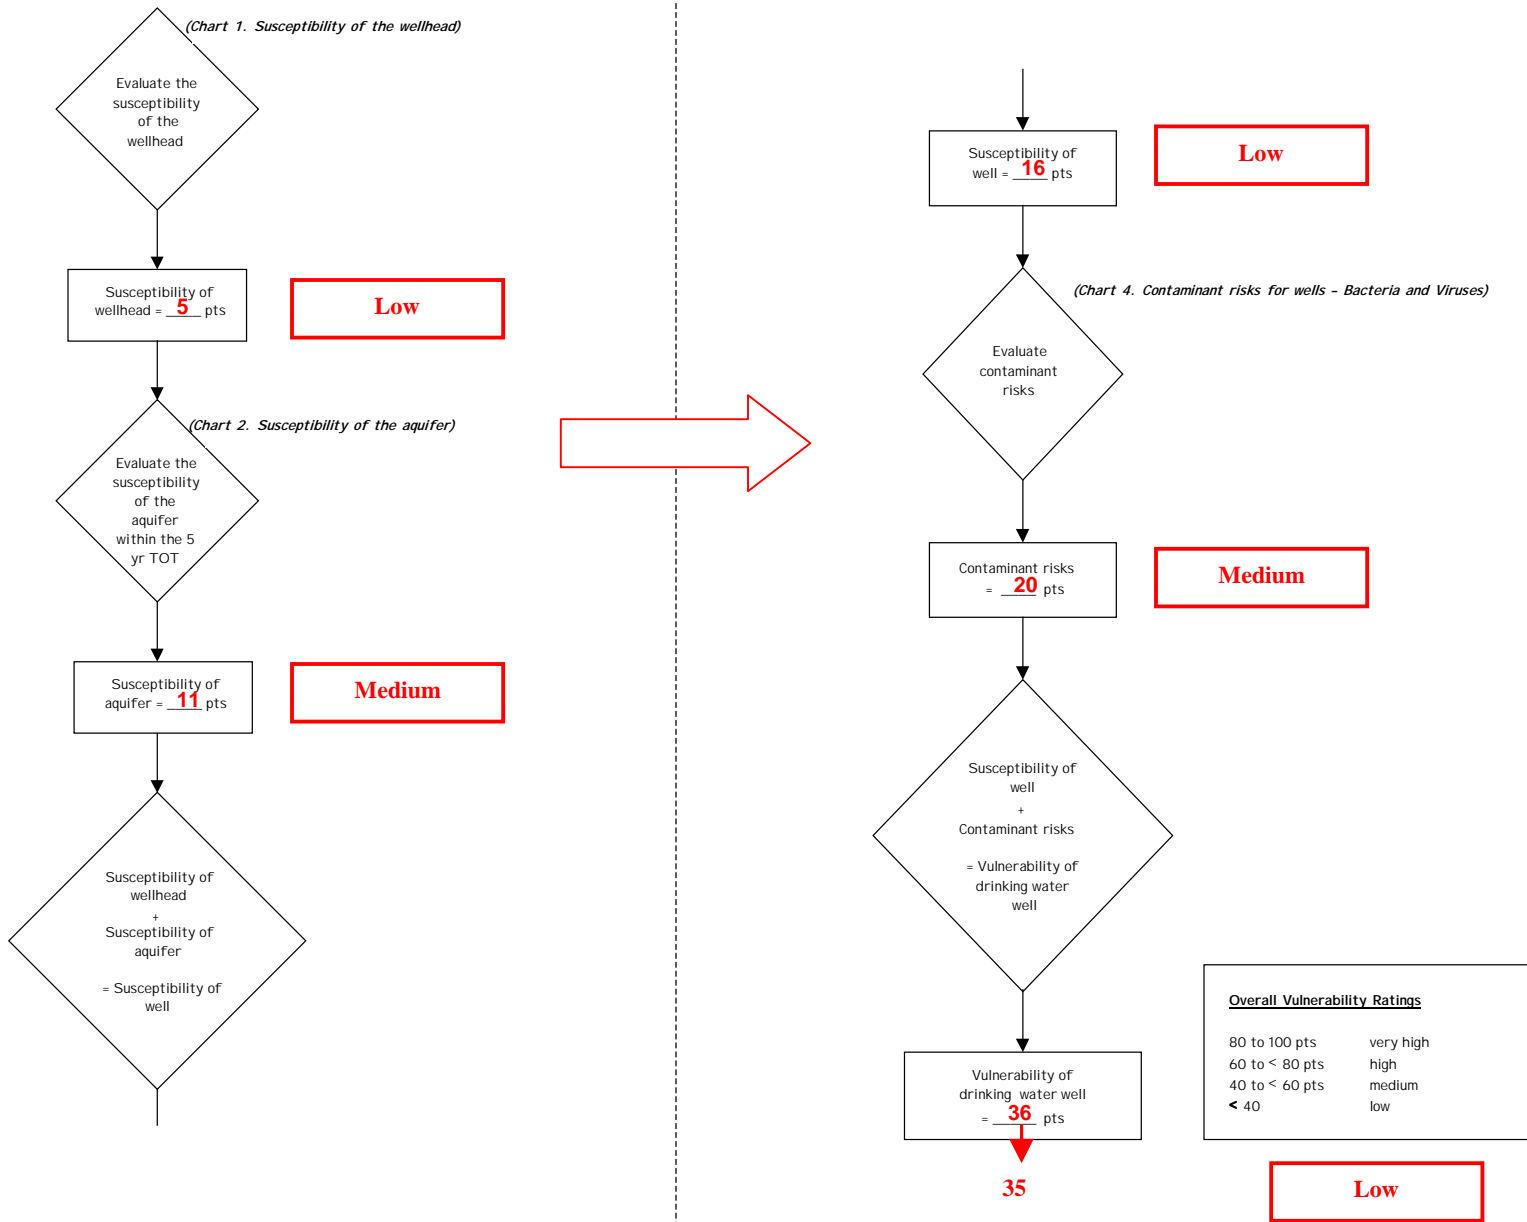 (Chart 1. Susceptibility of the wellhead)
Evaluate the
susceptibility
of the
wellhead
Susceptibility of
wellhead = 5 pts
Low
(Chart 2. Susceptibility of the aquifer)
Evaluate the
susceptibility
of the
aquifer
within the 5
yr TOT
Susceptibility of
aquifer = 11 pts
Medium
Susceptibility of
wellhead
+
Susceptibility of
aquifer
= Susceptibility of
well
Susceptibility of
well = 16 pts
Low
(Chart 4. Contaminant risks for wells – Bacteria and Viruses)
Evaluate
contaminant
risks
Contaminant risks
= 20 pts
Medium
Susceptibility of
well
+
Contaminant risks
= Vulnerability of
drinking water
well
Vulnerability of
drinking water well
= 36 pts
35
Overall Vulnerability Ratings
80 to 100 pts very high
60 to < 80 pts high
40 to < 60 pts medium
< 40 low
Low